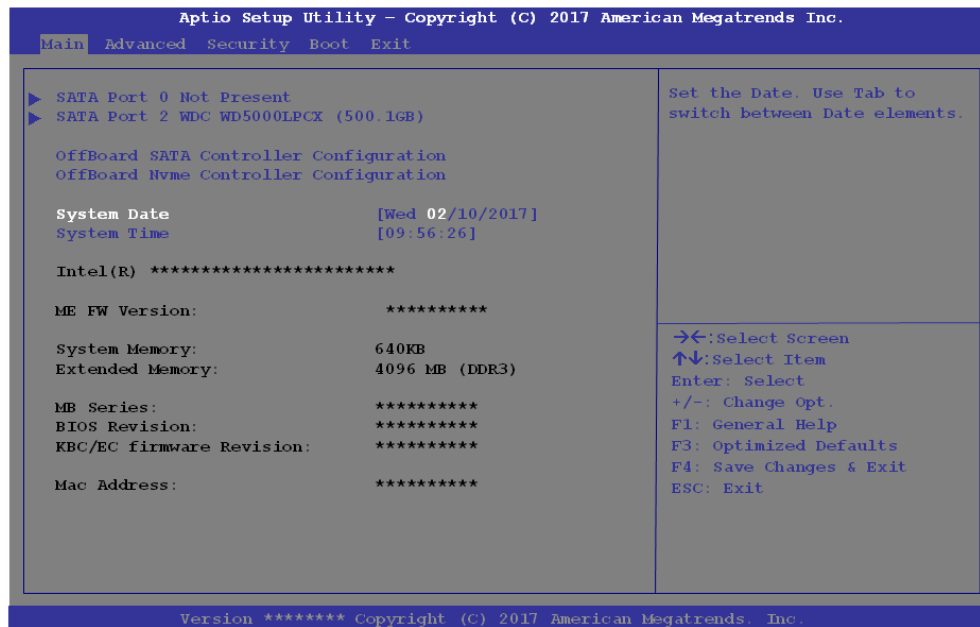 Aptio Setup Utility – Copyright (C) 2017 American Megatrends Inc.
Main Advanced Security Boot Exit
SATA Port 0 Not Present
SATA Port 2 WDC WD5000LPCX (500.1GB)
OffBoard SATA Controller Configuration
OffBoard Nvme Controller Configuration
System Date [Wed 02/10/2017]
System Time [09:56:26]
Intel(R) ************************
ME FW Version: **********
System Memory: 640KB
Extended Memory: 4096 MB (DDR3)
MB Series: **********
BIOS Revision: **********
KBC/EC firmware Revision: **********
Mac Address: **********
Set the Date. Use Tab to
switch between Date elements.
→←:Select Screen
↑↓:Select Item
Enter: Select
+/-: Change Opt.
F1: General Help
F3: Optimized Defaults
F4: Save Changes & Exit
ESC: Exit
Version ******** Copyright (C) 2017 American Megatrends. Inc.